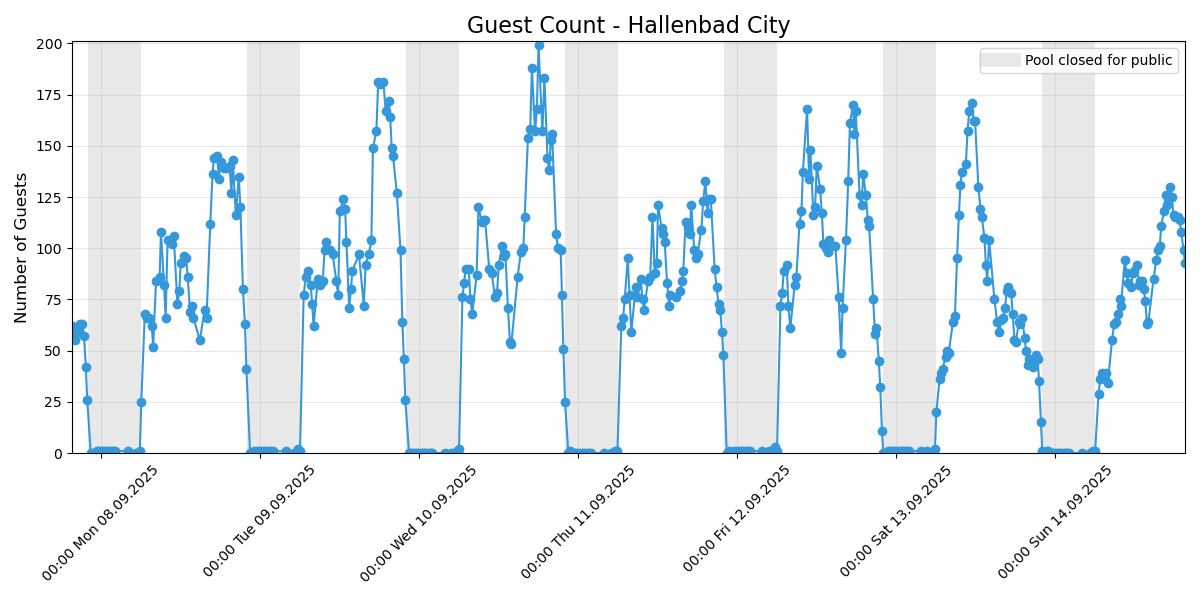 Guest Count - Hallenbad City
Number of Guests
200
175
150
125
100
75
50
25
0
Pool closed for public
00:00 Mon 08.09.2025
00:00 Tue 09.09.2025
00:00 Wed 10.09.2025
00:00 Thu 11.09.2025
00:00 Fri 12.09.2025
00:00 Sat 13.09.2025
00:00 Sun 14.09.2025